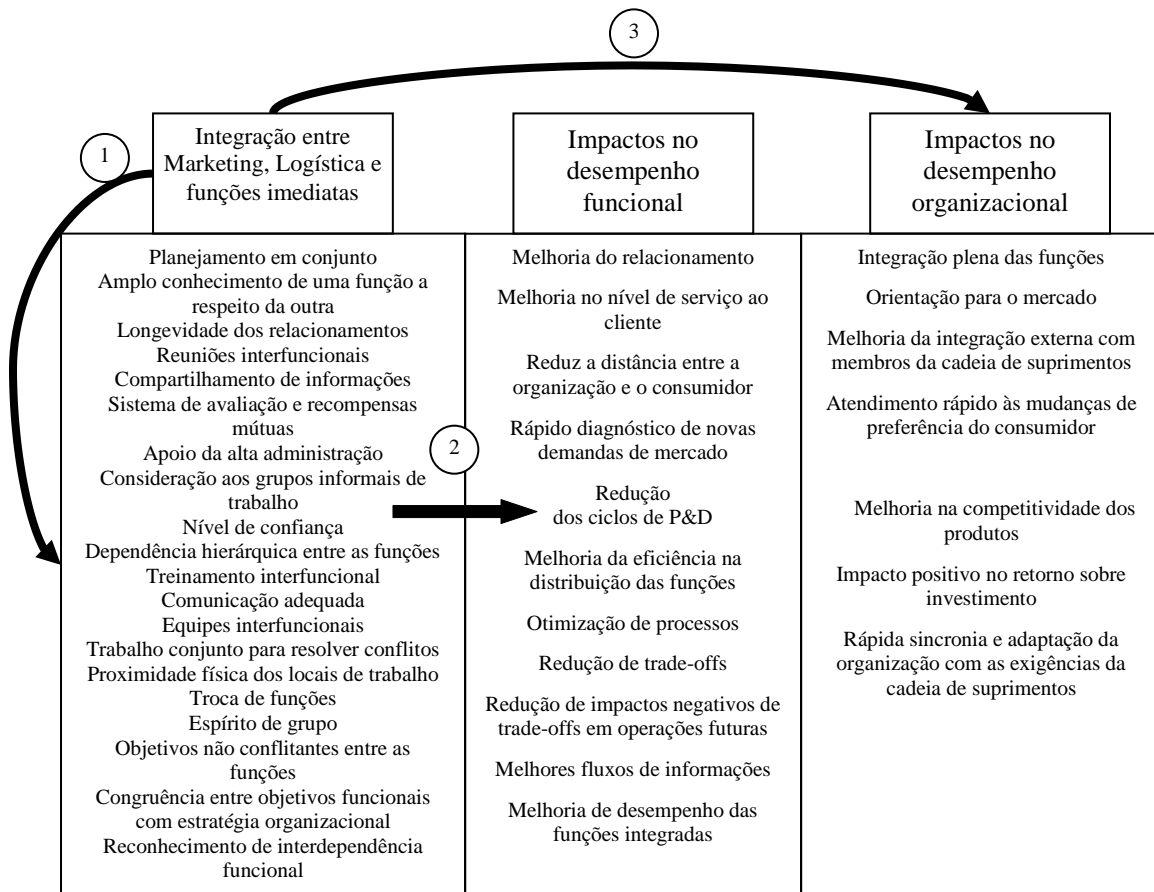 3
1
Integração entre
Marketing, Logística e
funções imediatas
Impactos no
desempenho
funcional
Impactos no
desempenho
organizacional
Planejamento em conjunto
Amplo conhecimento de uma função a
respeito da outra
Longevidade dos relacionamentos
Reuniões interfuncionais
Compartilhamento de informações
Sistema de avaliação e recompensas
mútuas
Apoio da alta administração
Consideração aos grupos informais de
trabalho
Nível de confiança
Dependência hierárquica entre as funções
Treinamento interfuncional
Comunicação adequada
Equipes interfuncionais
Trabalho conjunto para resolver conflitos
Proximidade física dos locais de trabalho
Troca de funções
Espírito de grupo
Objetivos não conflitantes entre as
funções
Congruência entre objetivos funcionais
com estratégia organizacional
Reconhecimento de interdependência
funcional
2
Melhoria do relacionamento
Melhoria no nível de serviço ao
cliente
Reduz a distância entre a
organização e o consumidor
Rápido diagnóstico de novas
demandas de mercado
Redução
dos ciclos de P&D
Melhoria da eficiência na
distribuição das funções
Otimização de processos
Redução de trade-offs
Redução de impactos negativos de
trade-offs em operações futuras
Melhores fluxos de informações
Melhoria de desempenho das
funções integradas
Integração plena das funções
Orientação para o mercado
Melhoria da integração externa com
membros da cadeia de suprimentos
Atendimento rápido às mudanças de
preferência do consumidor
Melhoria na competitividade dos
produtos
Impacto positivo no retorno sobre
investimento
Rápida sincronia e adaptação da
organização com as exigências da
cadeia de suprimentos